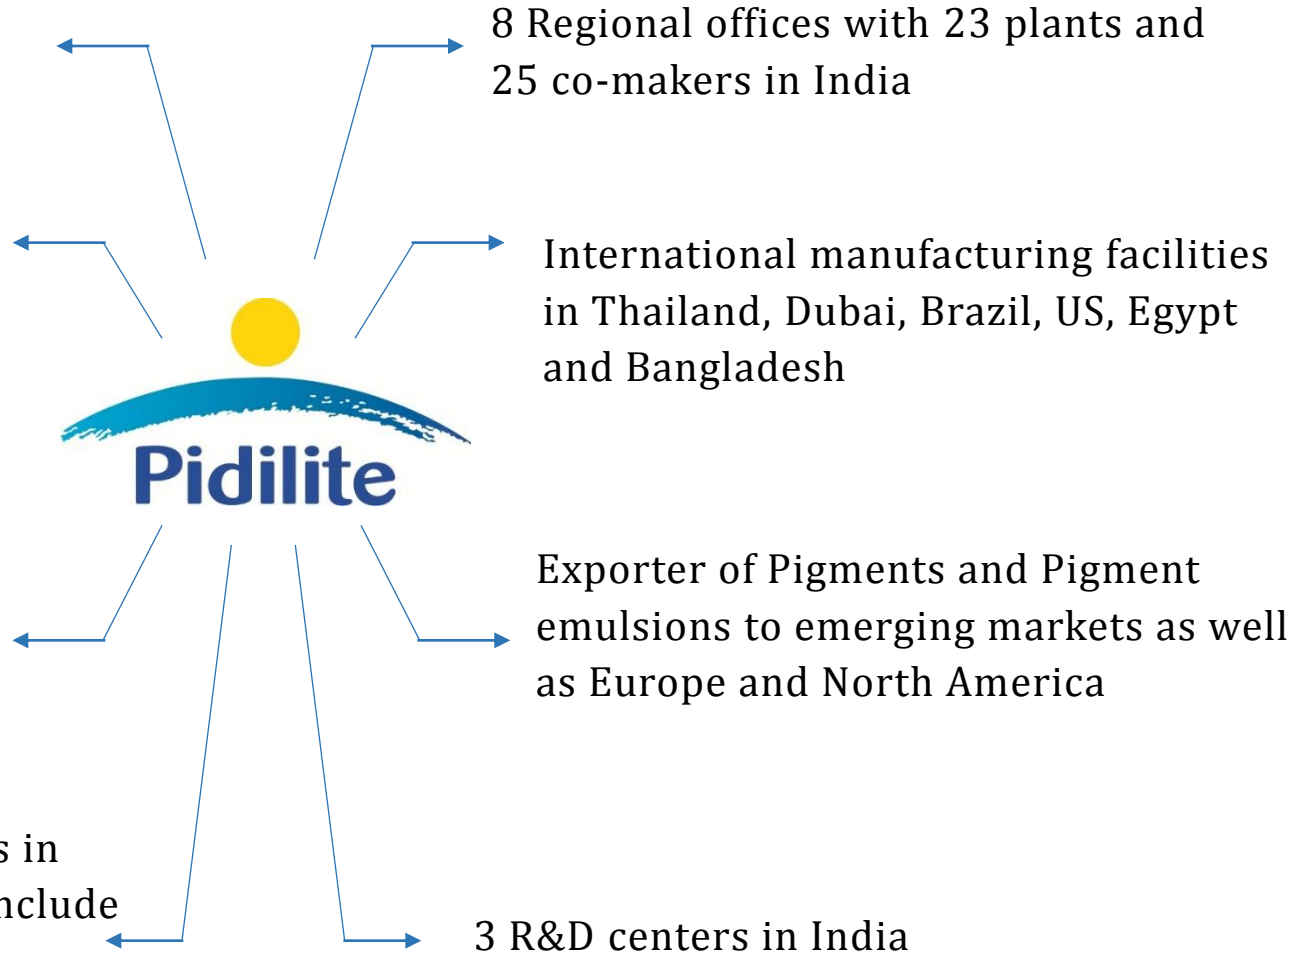 8 Regional offices with 23 plants and
25 co-makers in India
International manufacturing facilities
in Thailand, Dubai, Brazil, US, Egypt
and Bangladesh
Pidilite
Exporter of Pigments and Pigment
emulsions to emerging markets as well
as Europe and North America
in
3 R&D centers in India